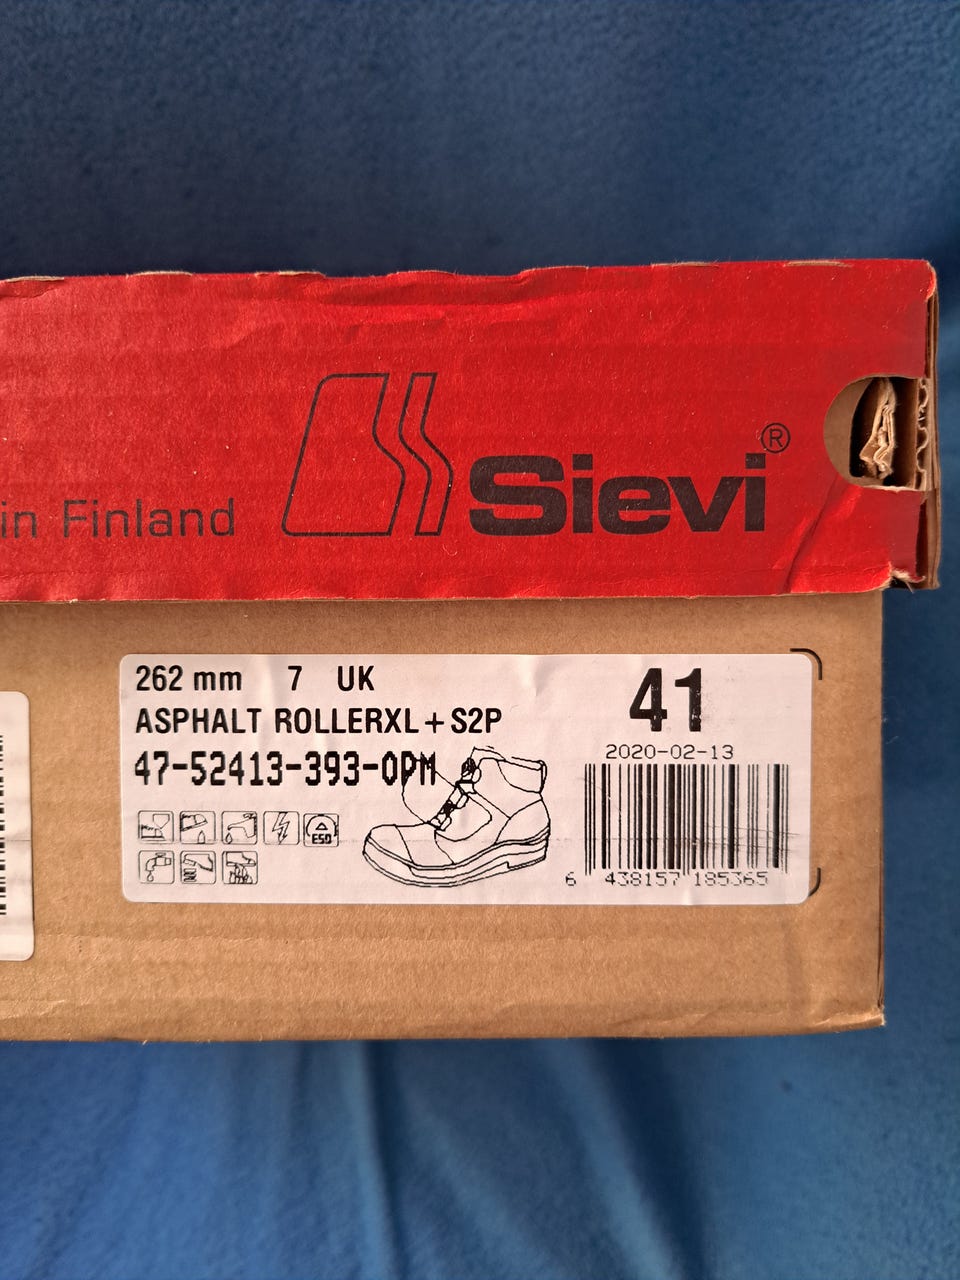 in Finland
Sievi®
262 mm 7 UK
ASPHALT ROLLERXL+S2P
47-52413-393-0PM
41
2020-02-13
ESD
6 438157 185365